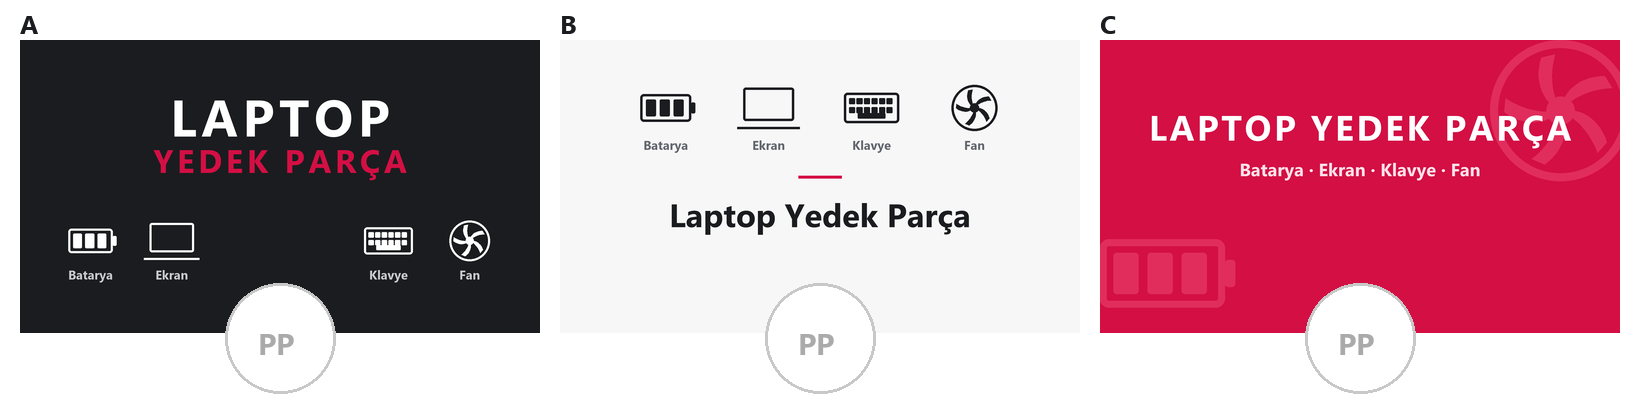 A
LAPTOP
YEDEK PARÇA
Batarya
Ekran
Klavye
Fan
PP
B
Batarya
Ekran
Klavye
Fan
Laptop Yedek Parça
PP
C
LAPTOP YEDEK PARÇA
Batarya · Ekran · Klavye · Fan
PP